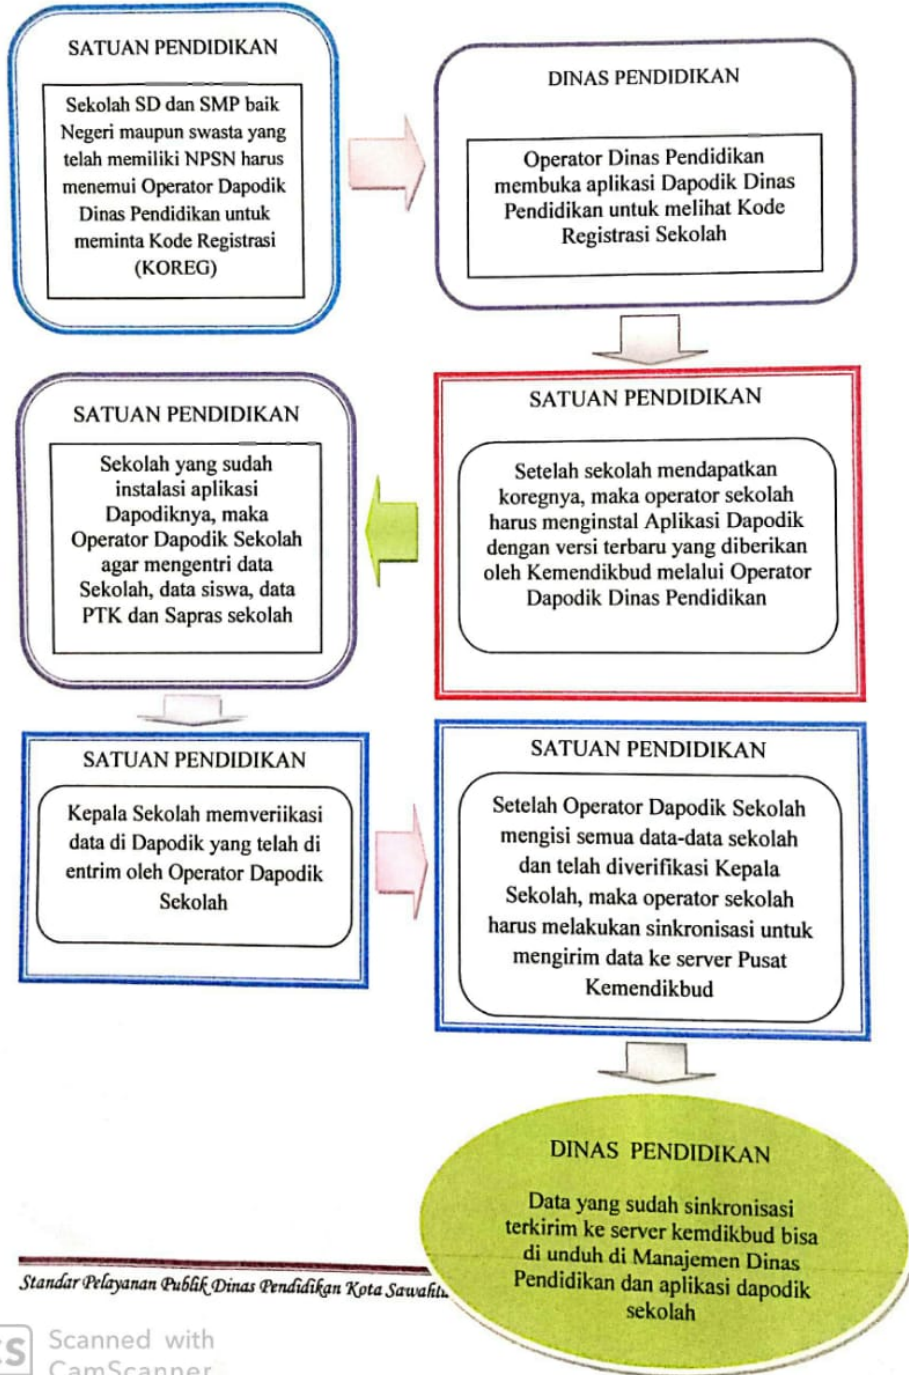 SATUAN PENDIDIKAN
Sekolah SD dan SMP baik
Negeri maupun swasta yang
telah memiliki NPSN harus
menemui Operator Dapodik
Dinas Pendidikan untuk
meminta Kode Registrasi
(KOREG)
DINAS PENDIDIKAN
Operator Dinas Pendidikan
membuka aplikasi Dapodik Dinas
Pendidikan untuk melihat Kode
Registrasi Sekolah
SATUAN PENDIDIKAN
Setelah sekolah mendapatkan
koregnya, maka operator sekolah
harus menginstal Aplikasi Dapodik
dengan versi terbaru yang diberikan
oleh Kemendikbud melalui Operator
Dapodik Dinas Pendidikan
SATUAN PENDIDIKAN
Sekolah yang sudah
instalasi aplikasi
Dapodiknya, maka
Operator Dapodik Sekolah
agar mengentri data
Sekolah, data siswa, data
PTK dan Sapras sekolah
SATUAN PENDIDIKAN
Kepala Sekolah memveriikasi
data di Dapodik yang telah di
entrim oleh Operator Dapodik
Sekolah
SATUAN PENDIDIKAN
Setelah Operator Dapodik Sekolah
mengisi semua data-data sekolah
dan telah diverifikasi Kepala
Sekolah, maka operator sekolah
harus melakukan sinkronisasi untuk
mengirim data ke server Pusat
Kemendikbud
DINAS PENDIDIKAN
Data yang sudah sinkronisasi
terkirim ke server kemdikbud bisa
di unduh di Manajemen Dinas
Pendidikan dan aplikasi dapodik
sekolah
Standar Pelayanan Publik Dinas Pendidikan Kota
CS
Scanned with
CamScanner